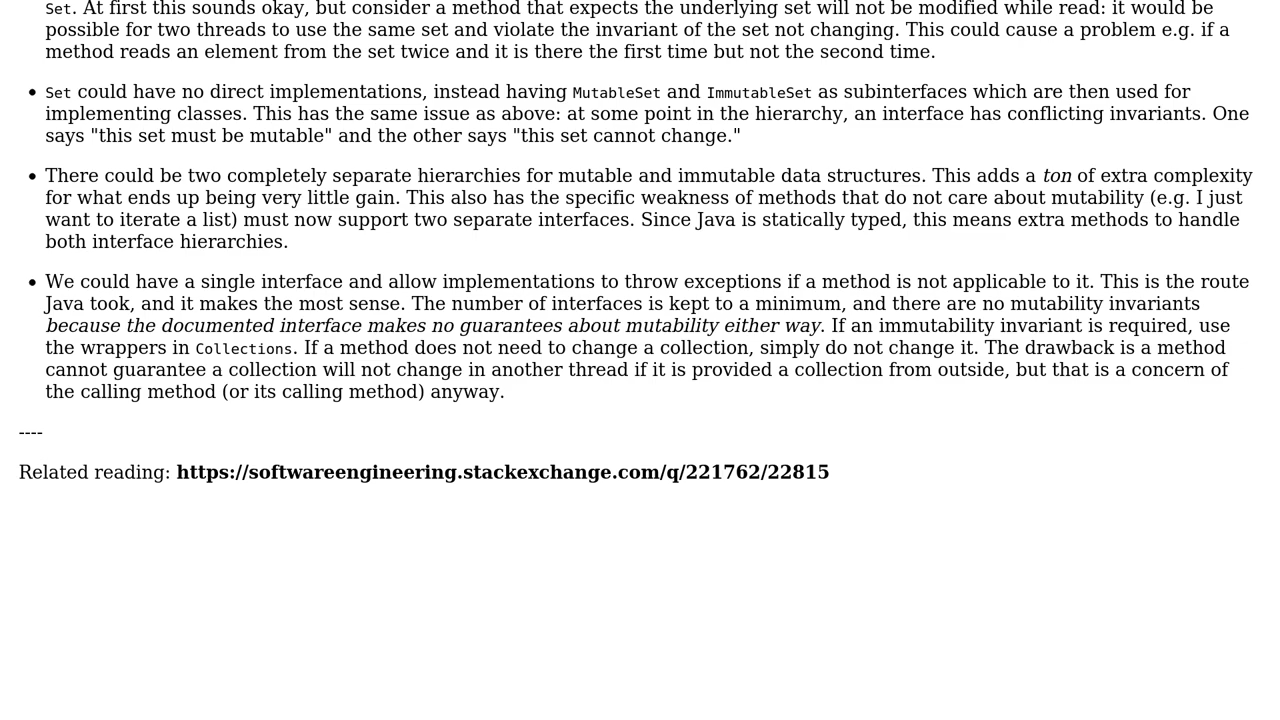 Set. At first this sounds okay, but consider a method that expects the underlying set will not be modified while read: it would be
possible for two threads to use the same set and violate the invariant of the set not changing. This could cause a problem e.g. if a
method reads an element from the set twice and it is there the first time but not the second time.
• Set could have no direct implementations, instead having MutableSet and ImmutableSet as subinterfaces which are then used for
implementing classes. This has the same issue as above: at some point in the hierarchy, an interface has conflicting invariants. One
says "this set must be mutable" and the other says "this set cannot change."
• There could be two completely separate hierarchies for mutable and immutable data structures. This adds a ton of extra complexity
for what ends up being very little gain. This also has the specific weakness of methods that do not care about mutability (e.g. I just
want to iterate a list) must now support two separate interfaces. Since Java is statically typed, this means extra methods to handle
both interface hierarchies.
• We could have a single interface and allow implementations to throw exceptions if a method is not applicable to it. This is the route
Java took, and it makes the most sense. The number of interfaces is kept to a minimum, and there are no mutability invariants
because the documented interface makes no guarantees about mutability either way. If an immutability invariant is required, use
the wrappers in Collections. If a method does not need to change a collection, simply do not change it. The drawback is a method
cannot guarantee a collection will not change in another thread if it is provided a collection from outside, but that is a concern of
the calling method (or its calling method) anyway.
----
Related reading: https://softwareengineering.stackexchange.com/q/221762/22815